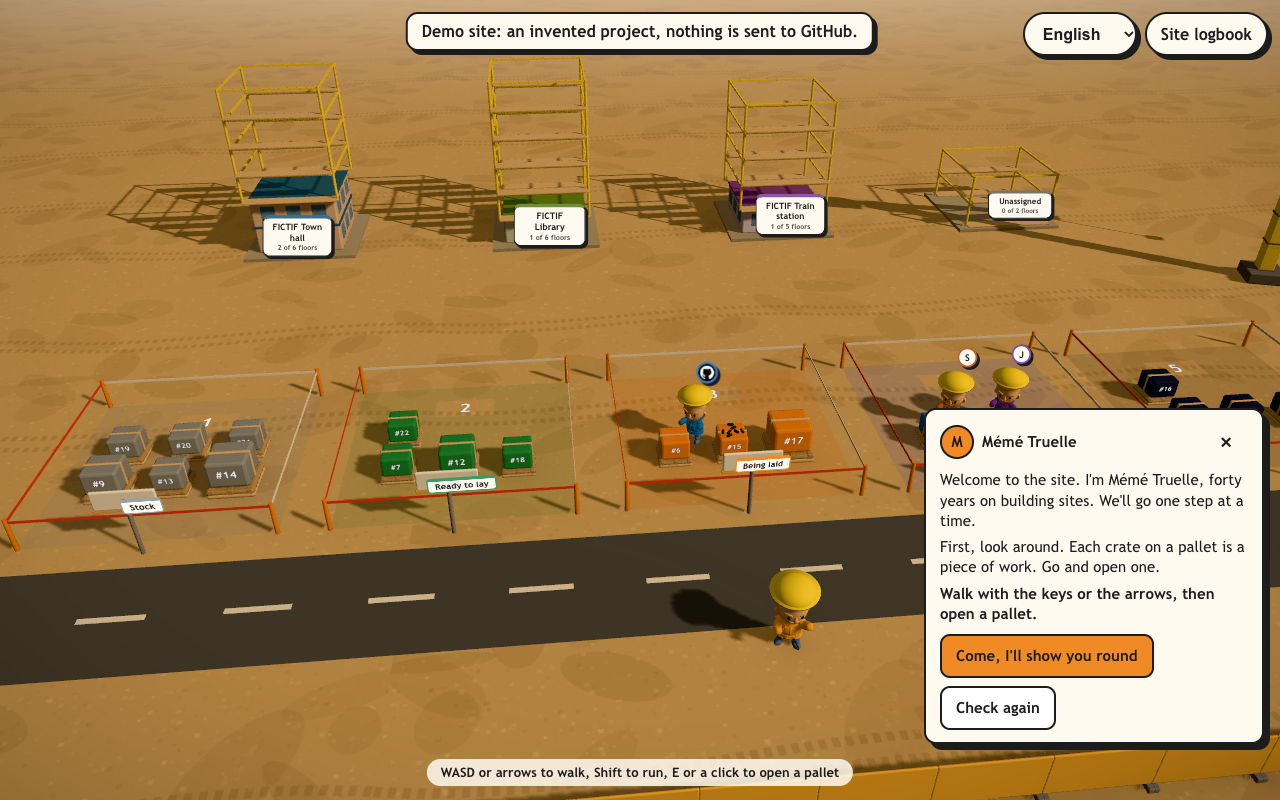 Demo site: an invented project, nothing is sent to GitHub.
English
Site logbook
FICTIF Town
hall
2 of 6 floors
FICTIF
Library
1 of 6 floors
FICTIF Train
station
1 of 5 floors
Unassigned
0 of 2 floors
S
J
1
2
3
5
#19
#20
#9
#13
#14
Stock
#22
#7
#12
#18
Ready to lay
#6
#15
#17
Being laid
#16
M
Mémé Truelle
Welcome to the site. I'm Mémé Truelle, forty
years on building sites. We'll go one step at a
time.
First, look around. Each crate on a pallet is a
piece of work. Go and open one.
Walk with the keys or the arrows, then
open a pallet.
Come, I'll show you round
Check again
WASD or arrows to walk, Shift to run, E or a click to open a pallet